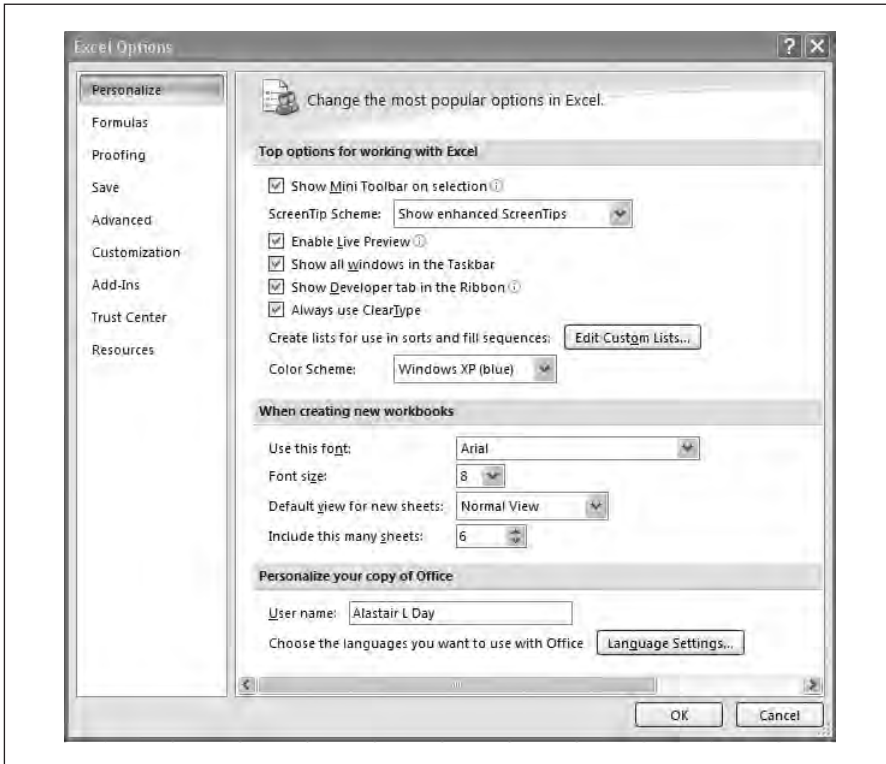 Excel Options
Personalize
Formulas
Proofing
Save
Advanced
Customization
Add-Ins
Trust Center
Resources
Change the most popular options in Excel.
Top options for working with Excel
Show Mini Toolbar on selection
ScreenTip Scheme: Show enhanced ScreenTips
Enable Live Preview
Show all windows in the Taskbar
Show Developer tab in the Ribbon
Always use ClearType
Create lists for use in sorts and fill sequences: Edit Custom Lists...
Color Scheme: Windows XP (blue)
When creating new workbooks
Use this font: Arial
Font size: 8
Default view for new sheets: Normal View
Include this many sheets: 6
Personalize your copy of Office
User name: Alastair L Day
Choose the languages you want to use with Office Language Settings...
OK Cancel